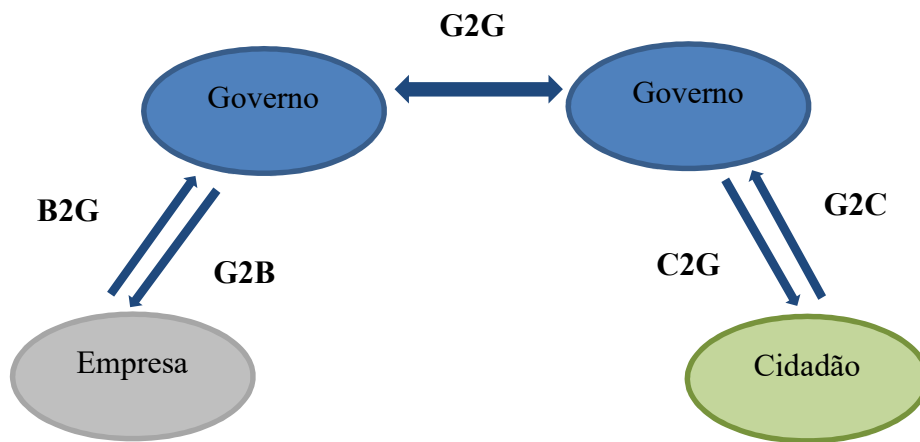 G2G
Governo
Governo
B2G
G2C
G2B
C2G
Empresa
Cidadão